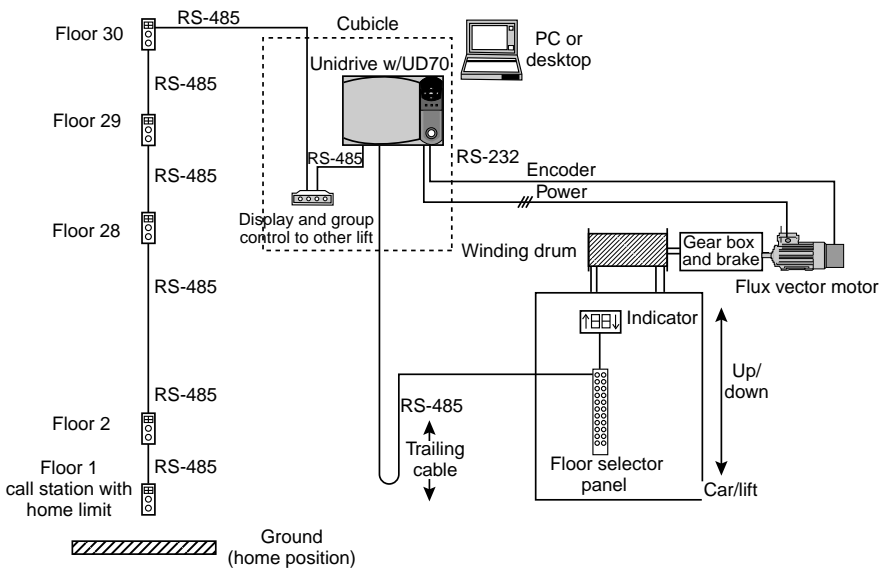 RS-485
Floor 30
Cubicle
Unidrive w/UD70
PC or
desktop
RS-485
Floor 29
RS-485
RS-232
Encoder
RS-485
Power
Floor 28
Display and group
control to other lift
Winding drum
Gear box
and brake
Flux vector motor
RS-485
Indicator
Up/
down
RS-485
RS-485
Floor 2
Trailing
cable
RS-485
Floor 1
call station with
home limit
Floor selector
panel
Car/lift
Ground
(home position)